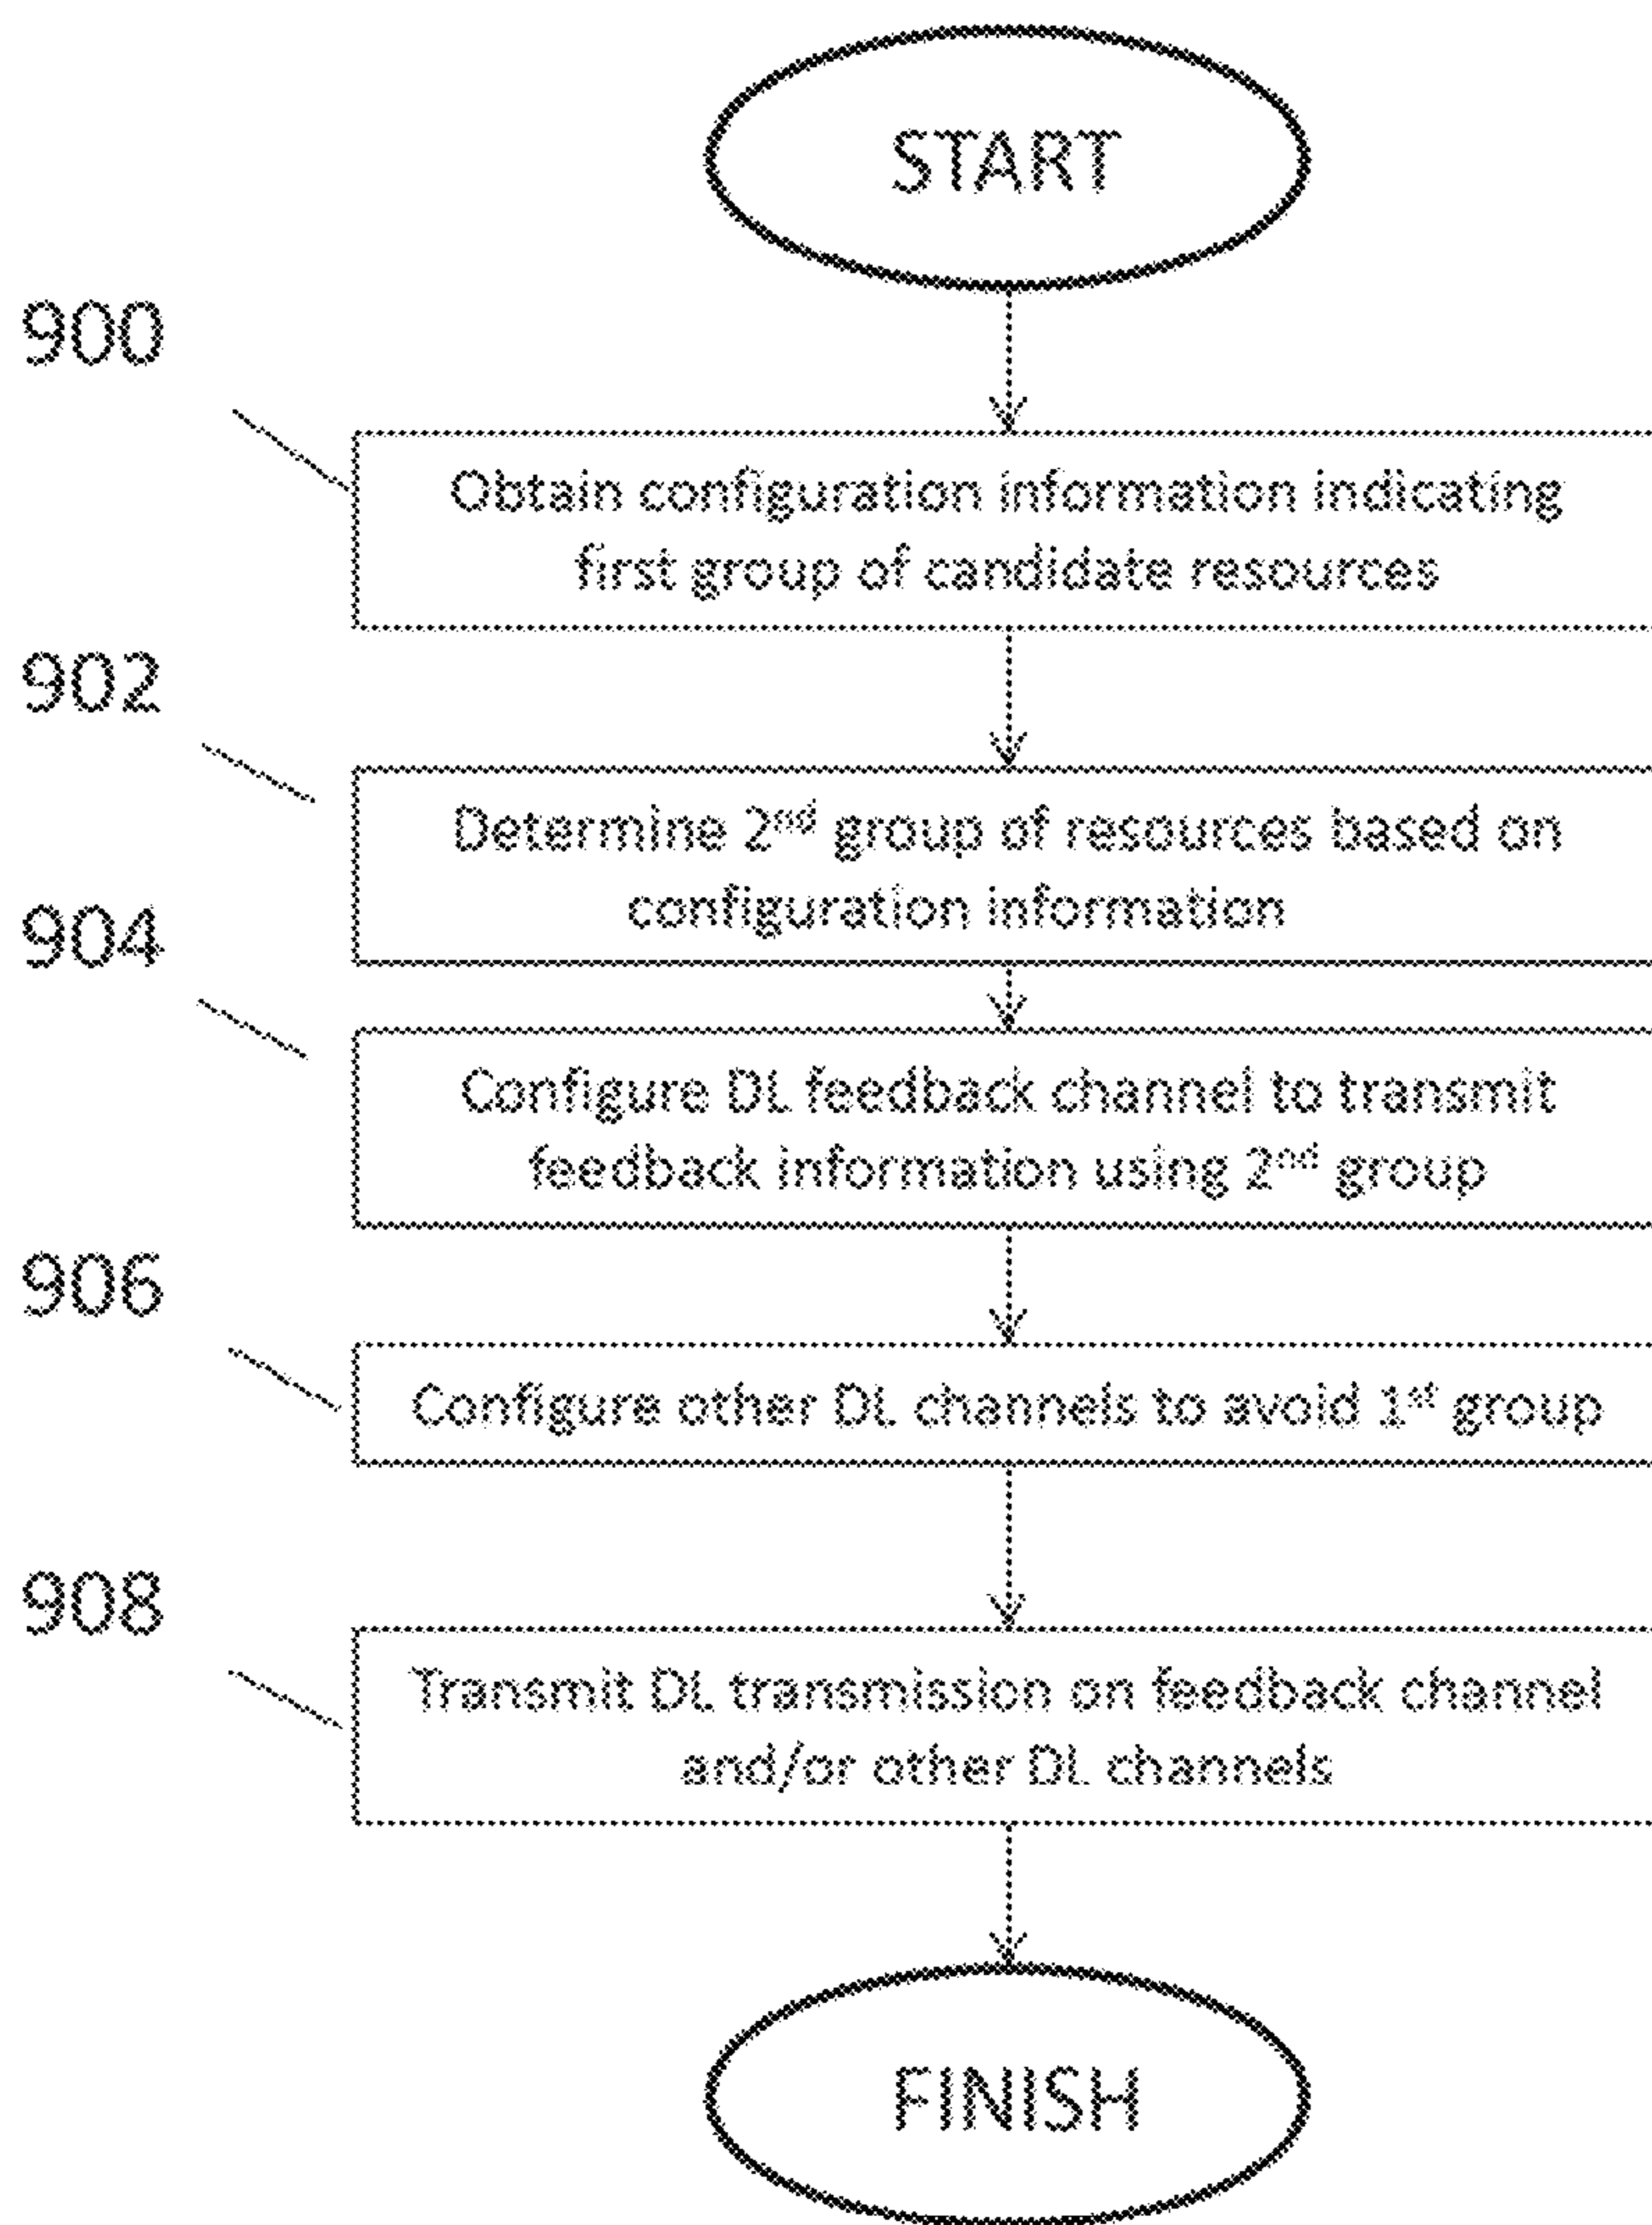 START
900
Obtain configuration information indicating
first group of candidate resources
902
Determine 2nd group of resources based on
configuration information
904
Configure DL feedback channel to transmit
feedback information using 2nd group
906
Configure other DL channels to avoid 1st group
908
Transmit DL transmission on feedback channel
and/or other DL channels
FINISH